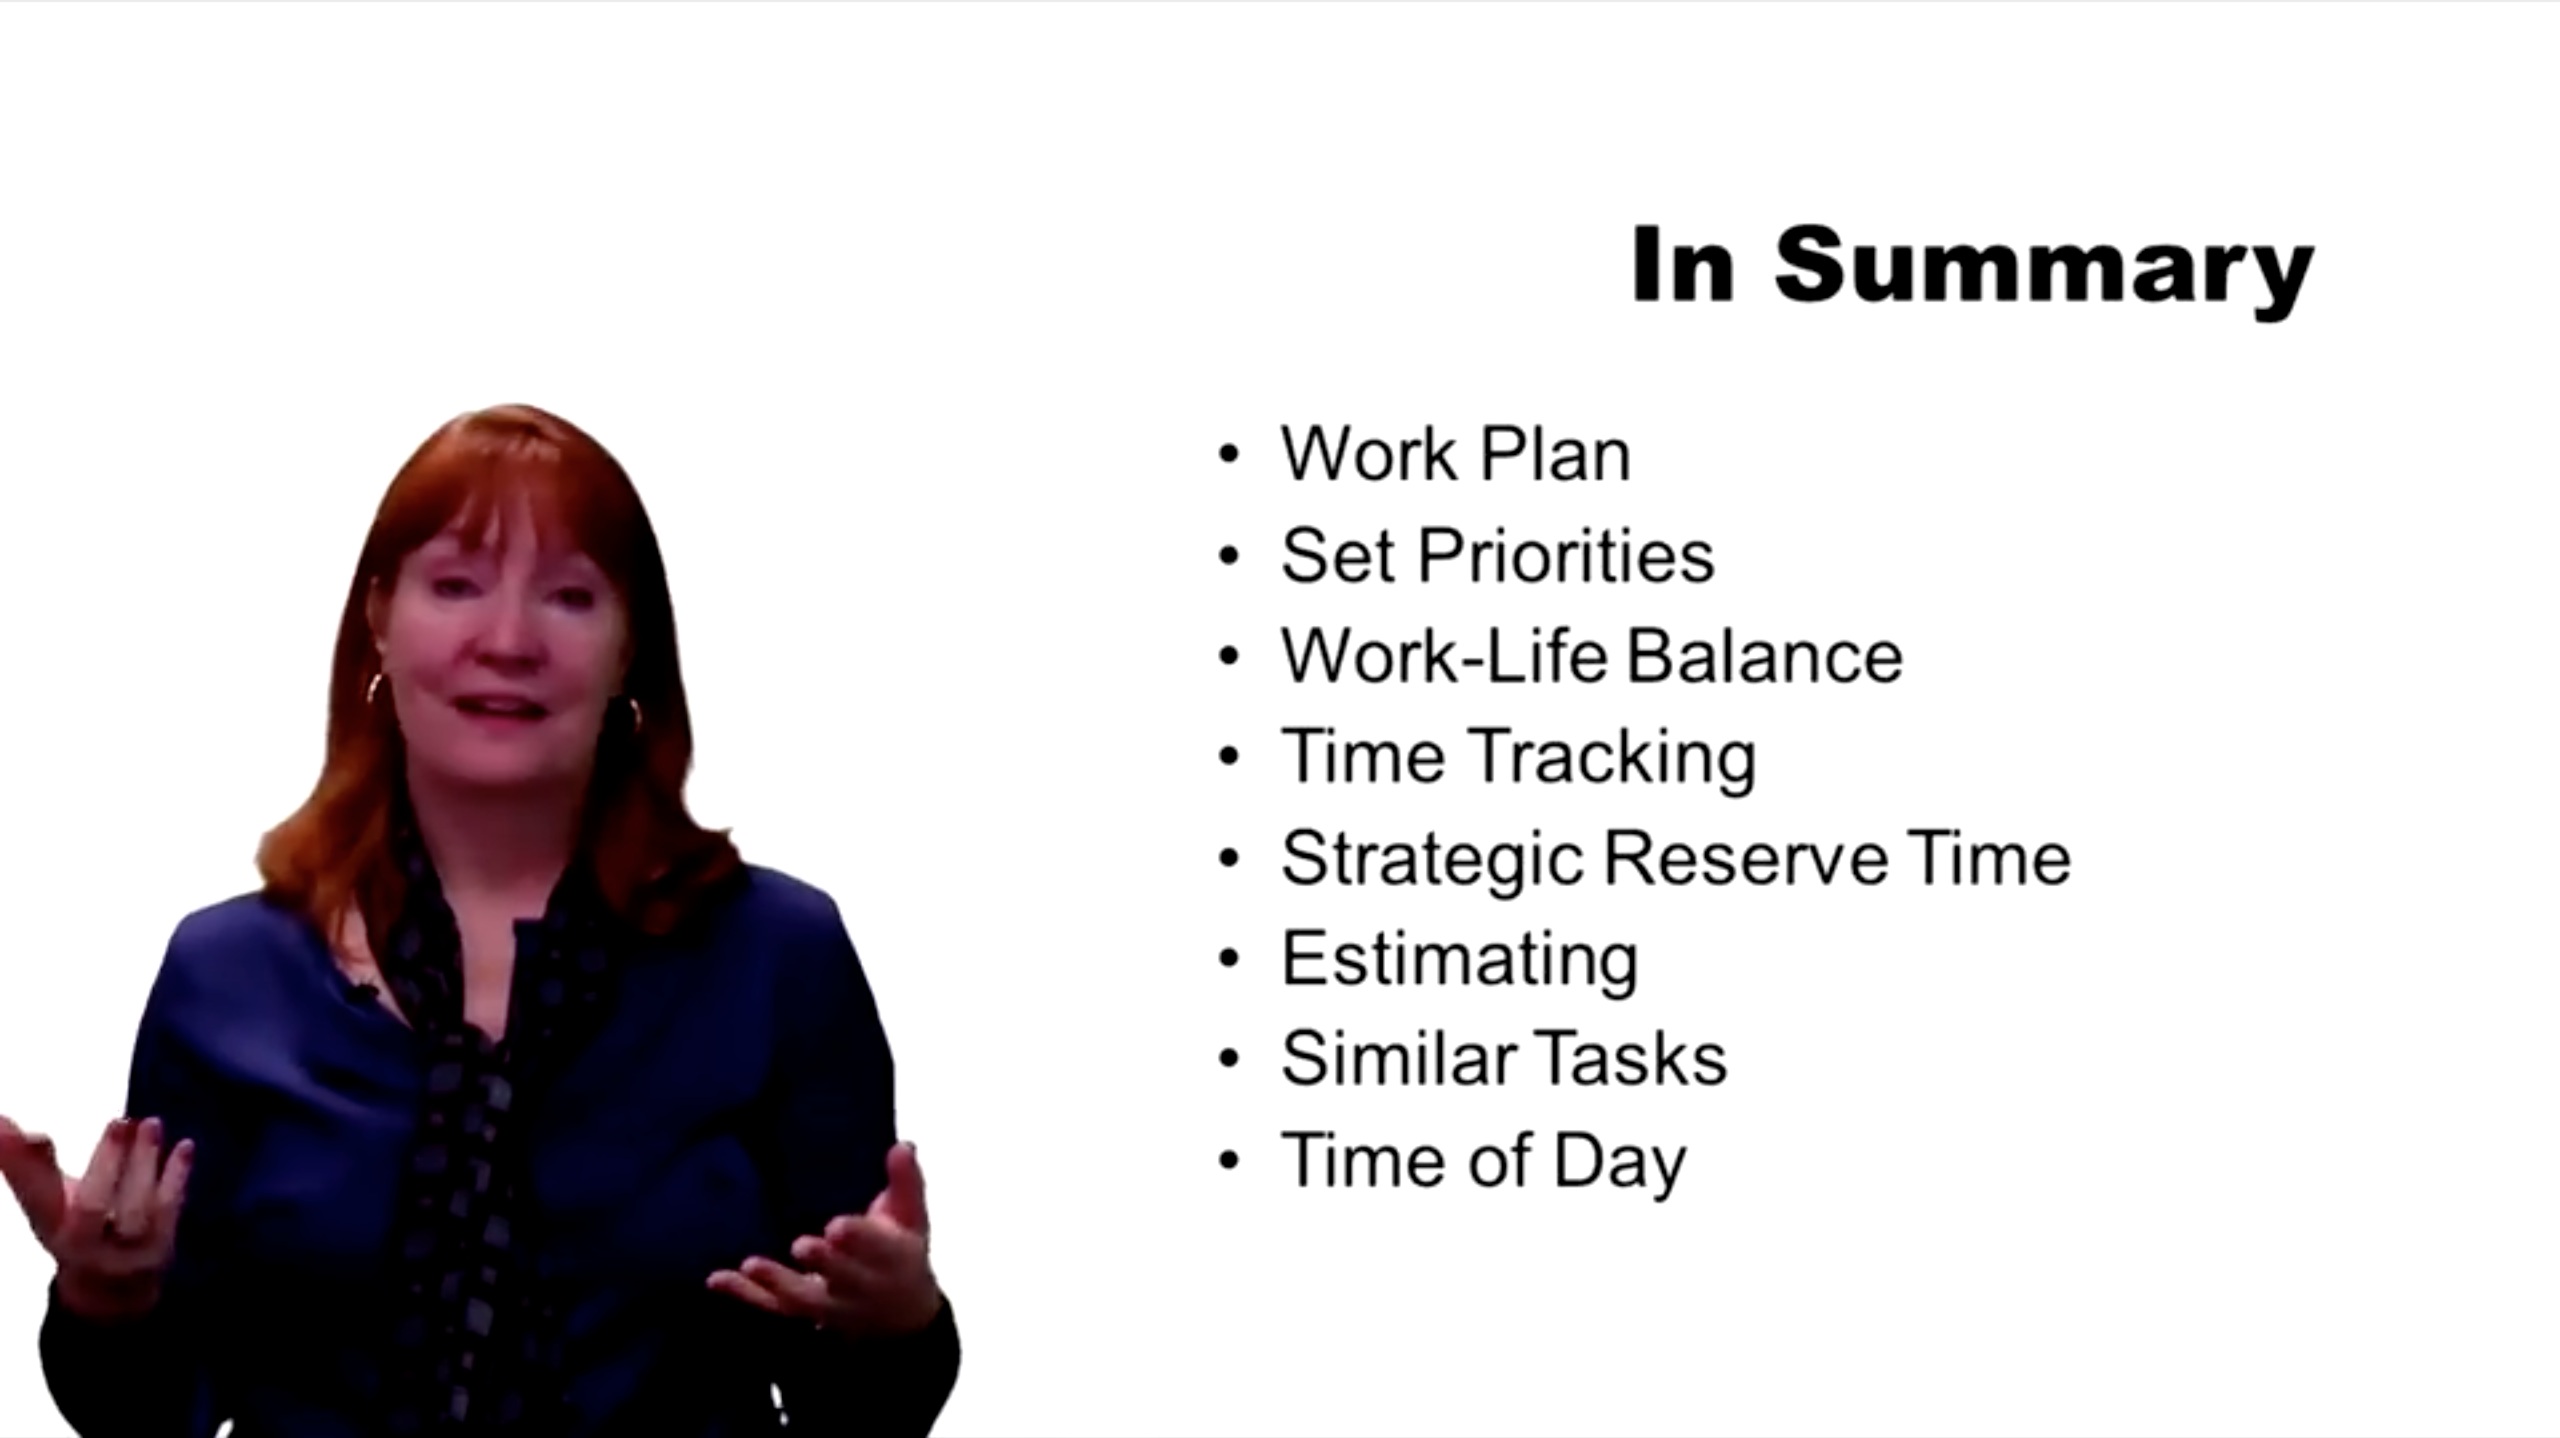 In Summary
• Work Plan
• Set Priorities
• Work-Life Balance
• Time Tracking
• Strategic Reserve Time
• Estimating
• Similar Tasks
• Time of Day